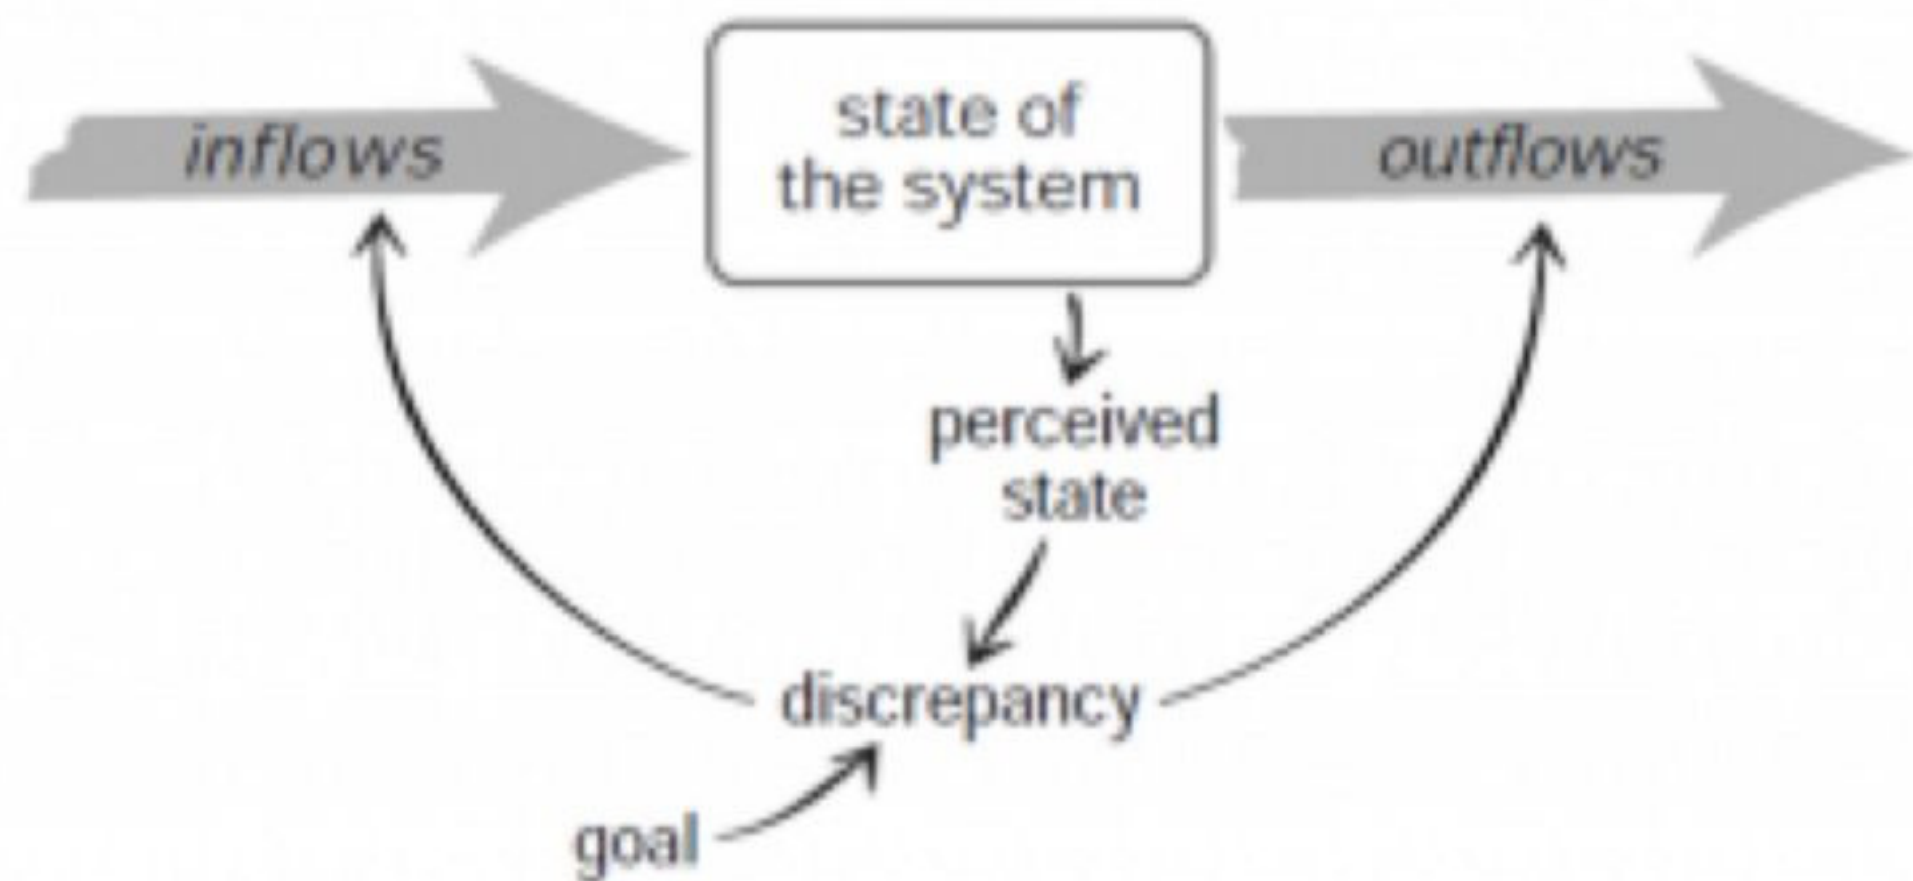 inflows
state of
the system
outflows
perceived
state
discrepancy
goal